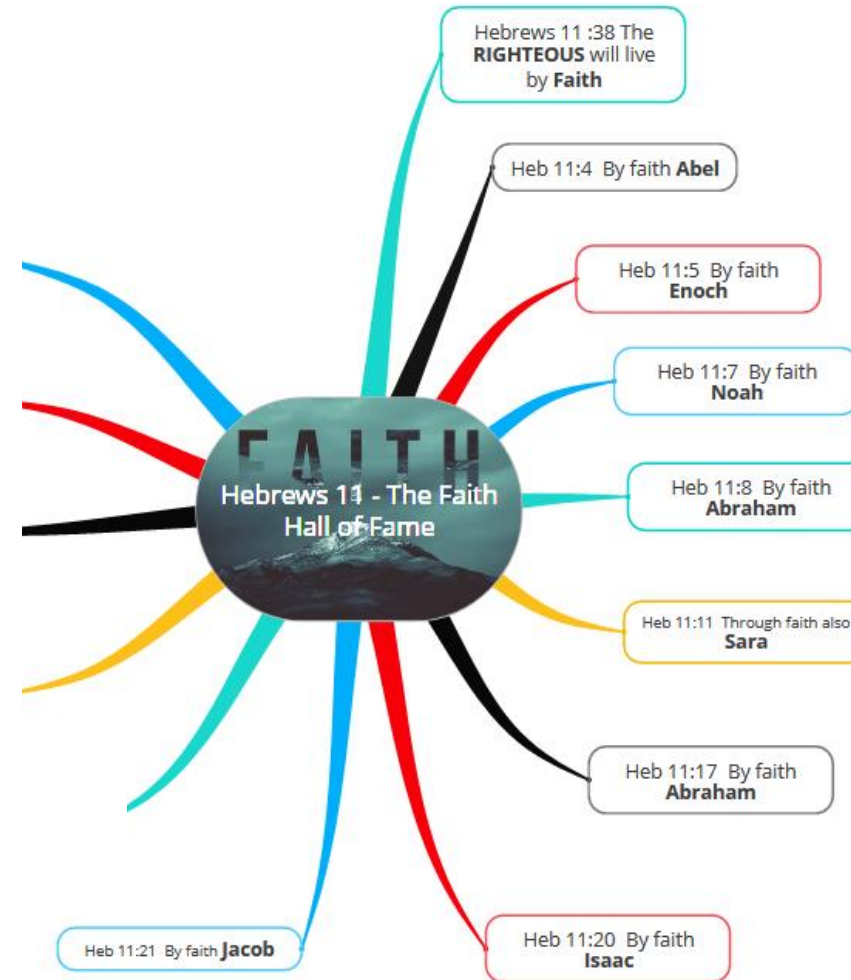 Hebrews 11 :38 The
RIGHTEOUS will live
by Faith
Heb 11:4 By faith Abel
Heb 11:5 By faith
Enoch
Heb 11:7 By faith
Noah
FAITH
Hebrews 11 - The Faith
Hall of Fame
Heb 11:8 By faith
Abraham
Heb 11:11 Through faith also
Sara
Heb 11:17 By faith
Abraham
Heb 11:20 By faith
Isaac
Heb 11:21 By faith Jacob